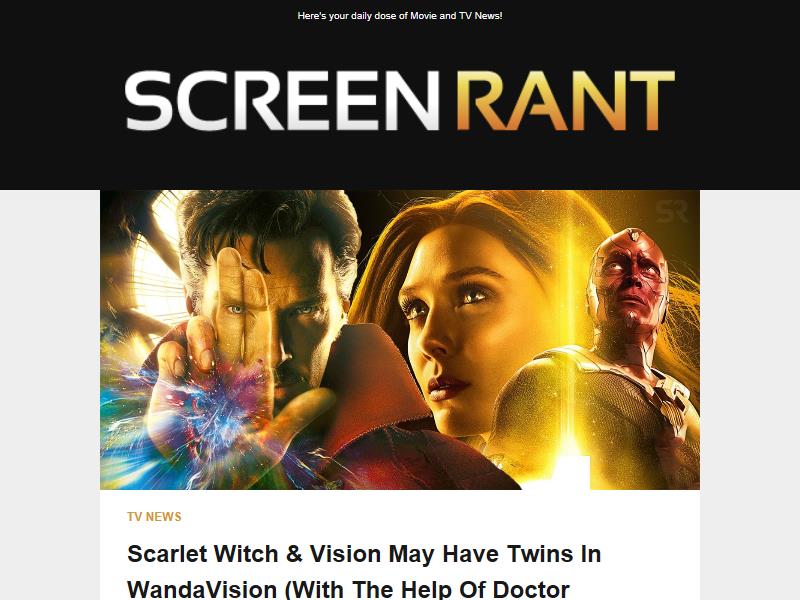 Here's your daily dose of Movie and TV News!
SCREEN RANT
SR
TV NEWS
Scarlet Witch & Vision May Have Twins In
WandaVision (With The Help Of Doctor